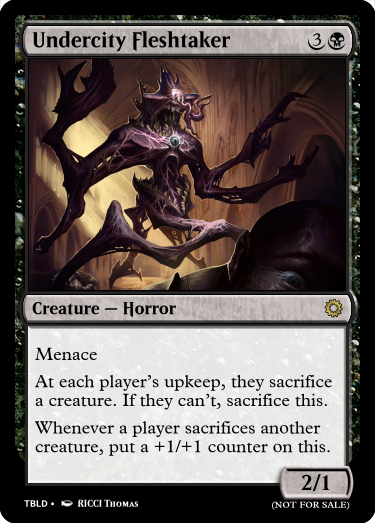 Undercity Fleshtaker 3
Creature — Horror
Menace
At each player's upkeep, they sacrifice
a creature. If they can't, sacrifice this.
Whenever a player sacrifices another
creature, put a +1/+1 counter on this.
2/1
TBLD • RICCI THOMAS
(NOT FOR SALE)